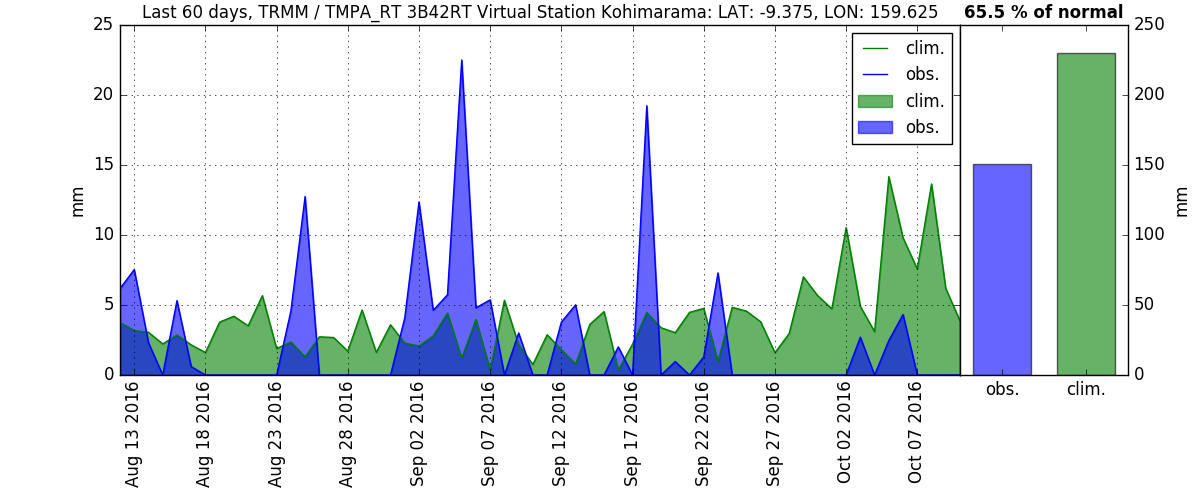 Last 60 days, TRMM / TMPA_RT 3B42RT Virtual Station Kohimarama: LAT: -9.375, LON: 159.625
65.5 % of normal
25
20
15
10
5
0
mm
clim.
obs.
clim.
obs.
250
200
150
100
50
0
mm
Aug 13 2016
Aug 18 2016
Aug 23 2016
Aug 28 2016
Sep 02 2016
Sep 07 2016
Sep 12 2016
Sep 17 2016
Sep 22 2016
Sep 27 2016
Oct 02 2016
Oct 07 2016
obs.
clim.